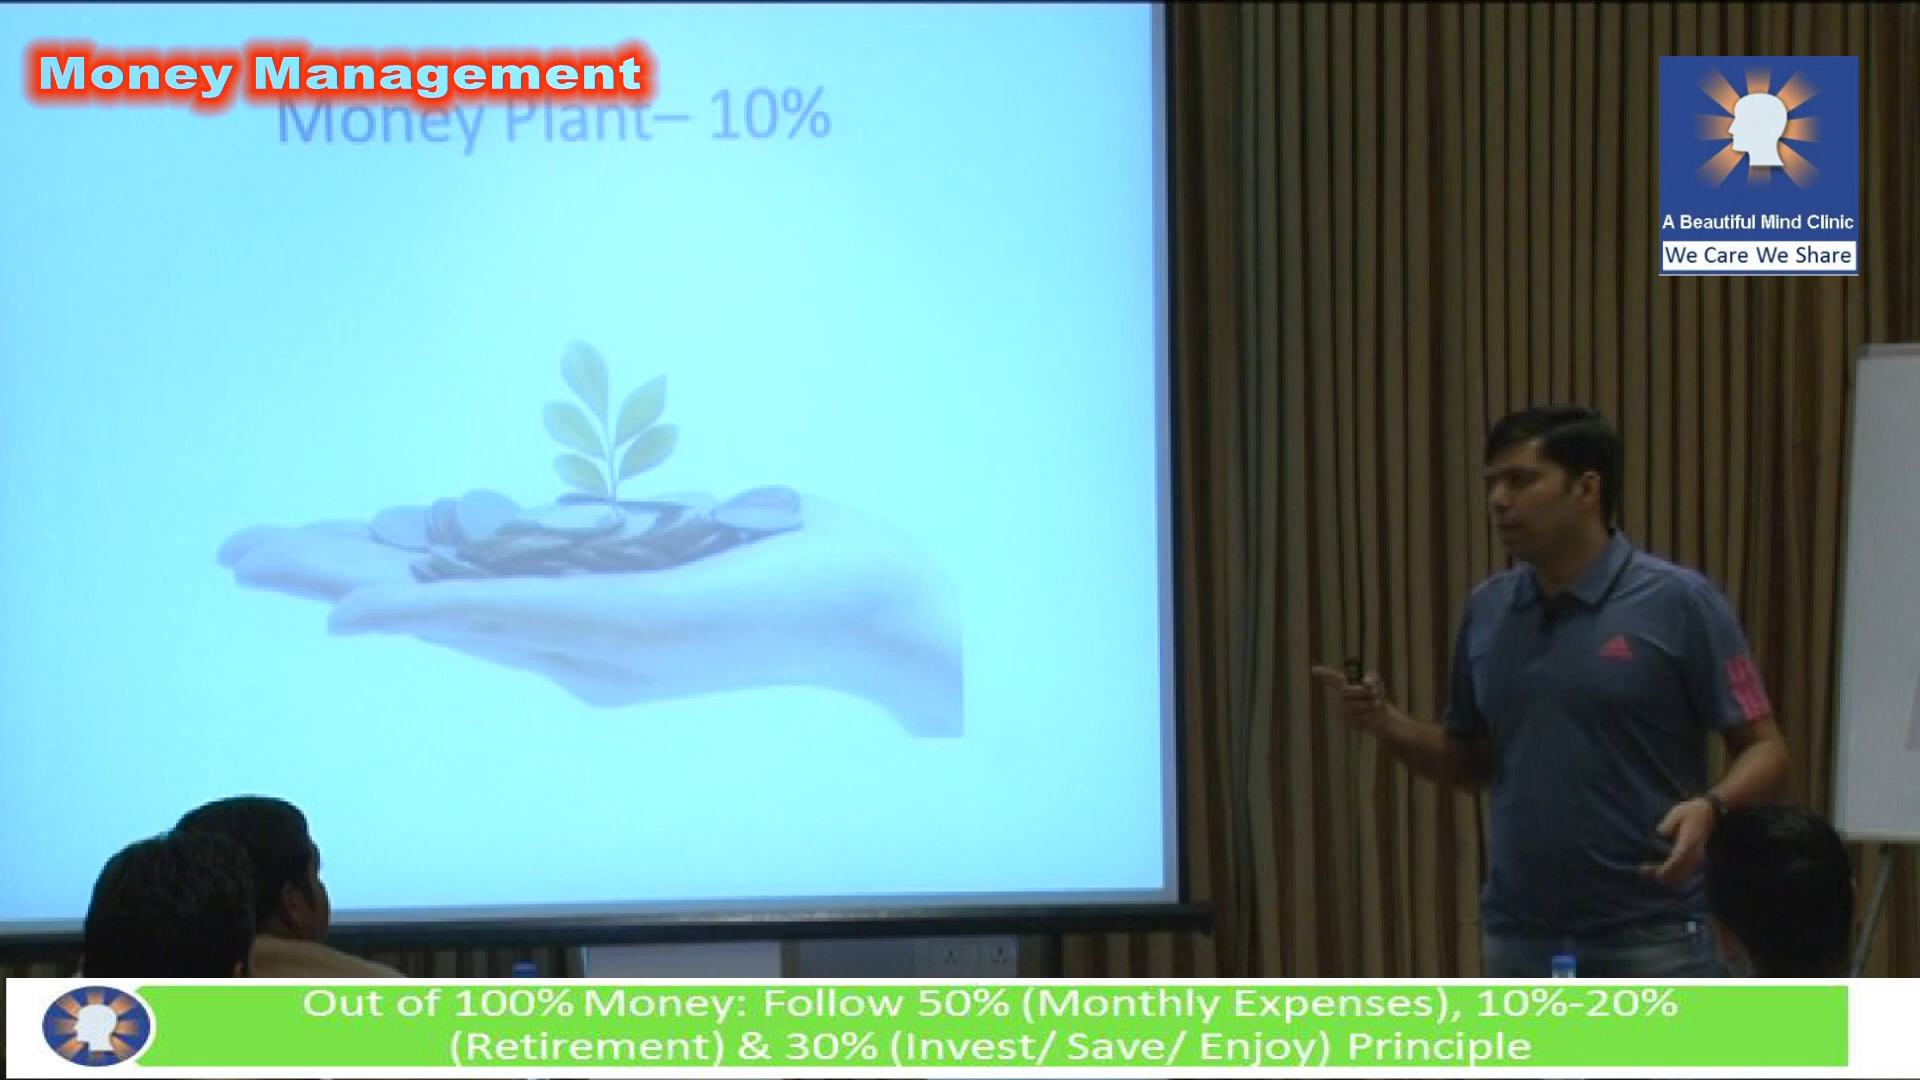 Money Management
Money Plant– 10%
A Beautiful Mind Clinic
We Care We Share
Out of 100% Money: Follow 50% (Monthly Expenses), 10%-20%
(Retirement) & 30% (Invest/ Save/ Enjoy) Principle